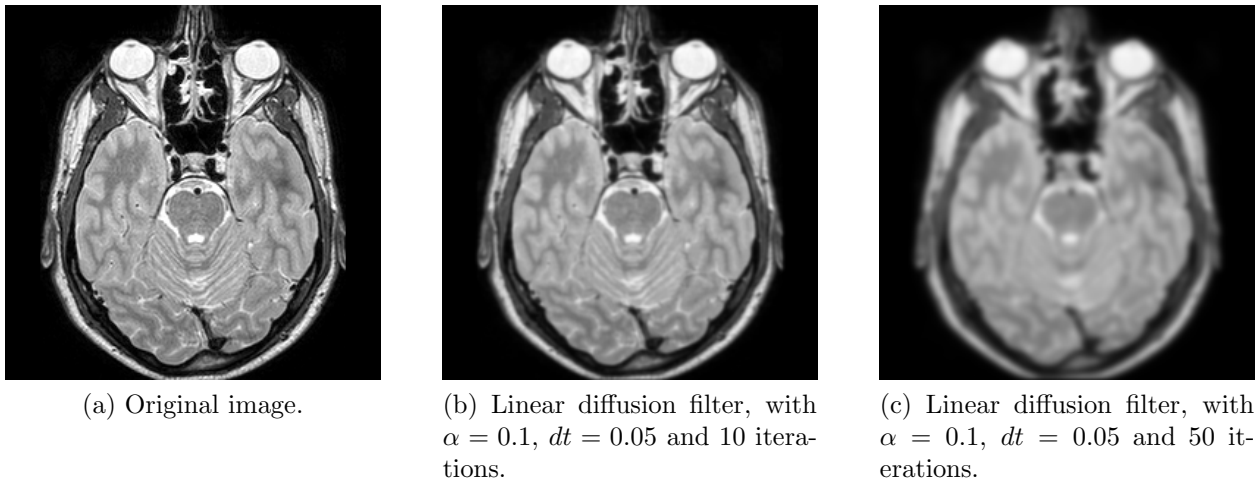 (a) Original image.
(b) Linear diffusion filter, with
α = 0.1, dt = 0.05 and 10 itera-
tions.
(c) Linear diffusion filter, with
α = 0.1, dt = 0.05 and 50 it-
erations.